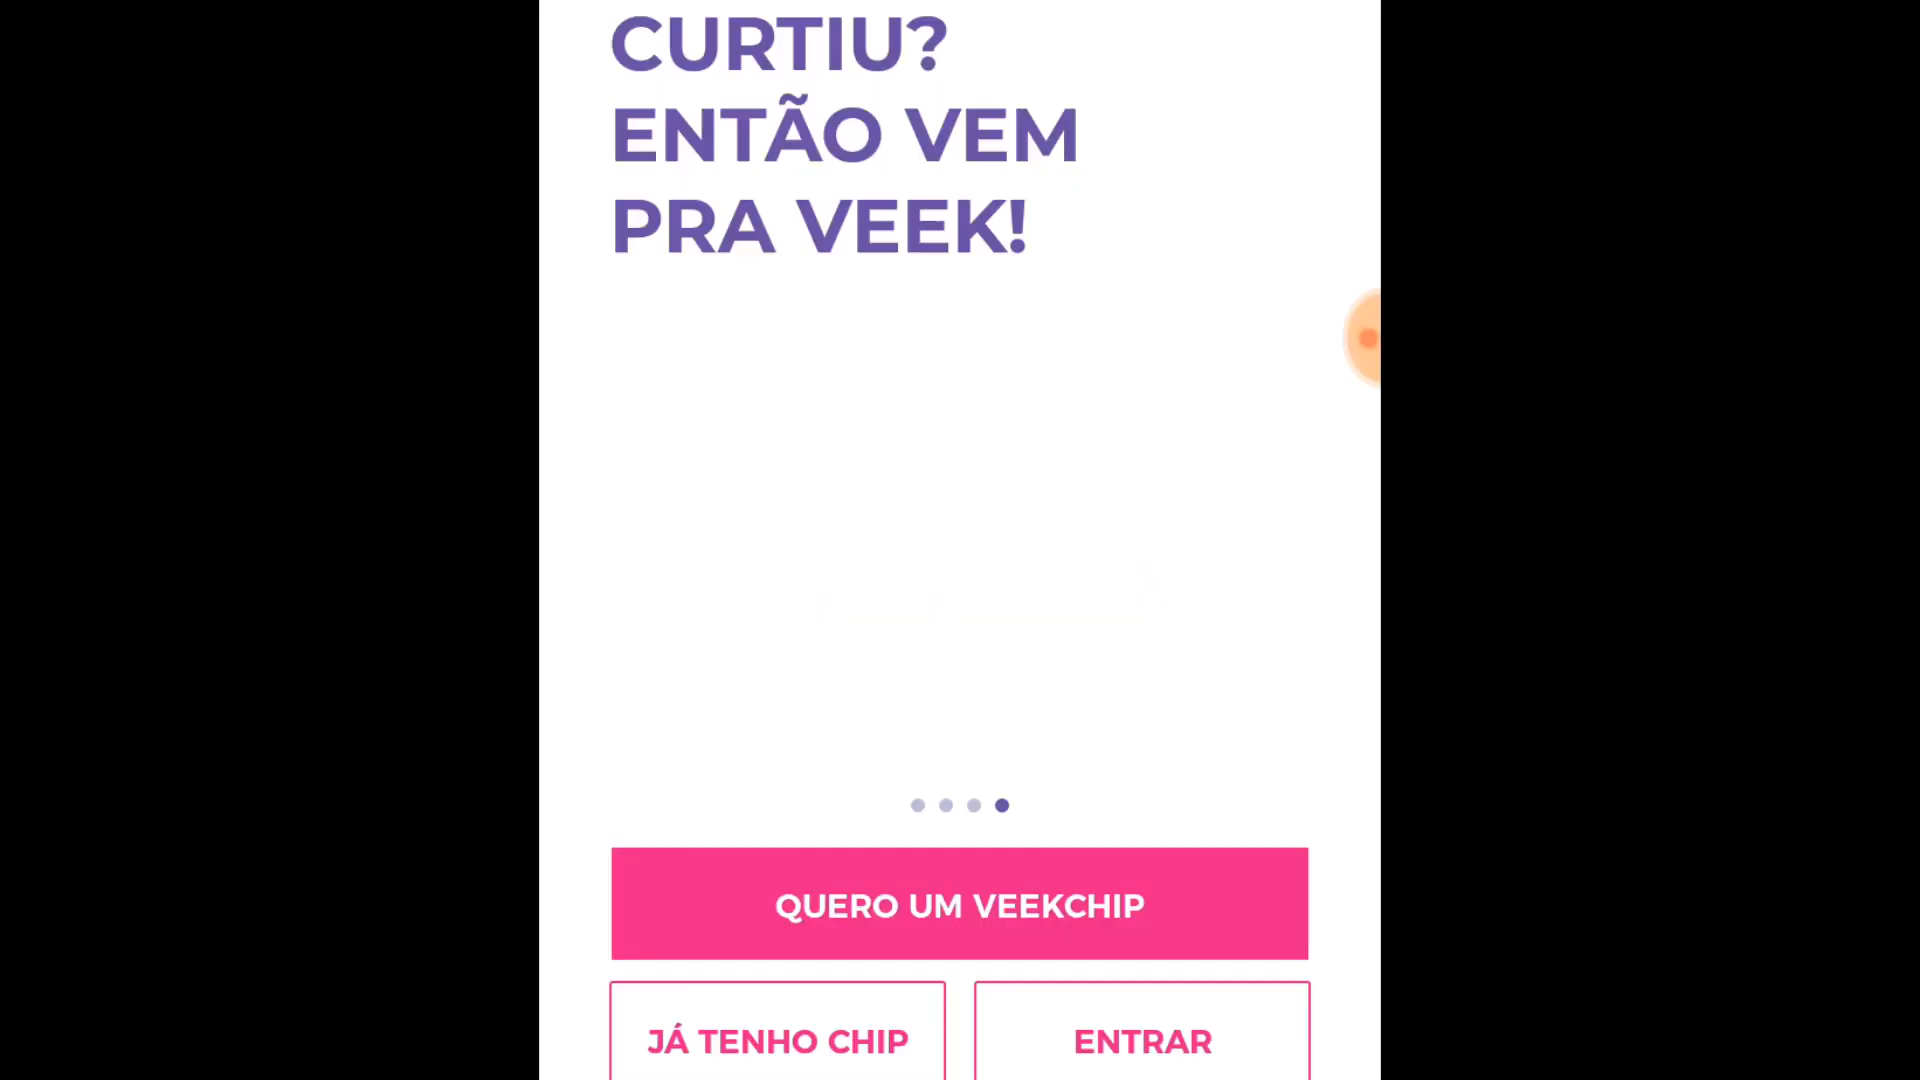 CURTIU?
ENTÃO VEM
PRA VEEK!
QUERO UM VEEKCHIP
JÁ TENHO CHIP
ENTRAR